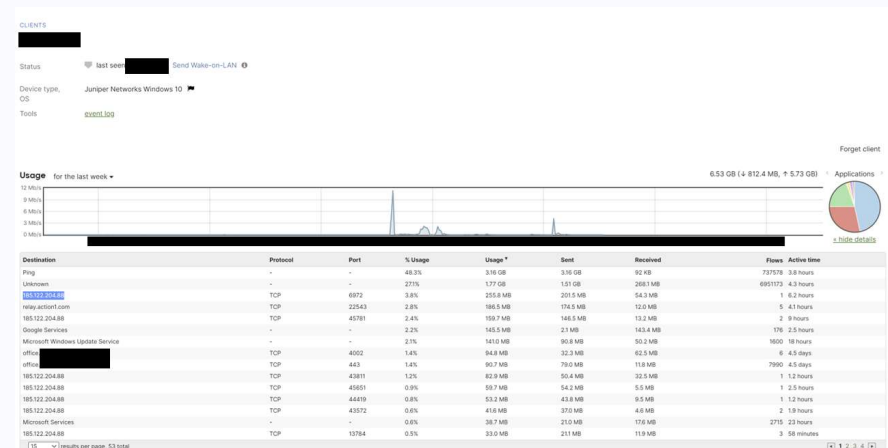 CLIENTS
Status last seen Send Wake-on-LAN
Device type, OS Juniper Networks Windows 10
Tools event log
Forget client
Usage for the last week 6.53 GB (↓ 812.4 MB, ↑ 5.73 GB) Applications
12 Mb/s
9 Mb/s
6 Mb/s
3 Mb/s
0 Mb/s
« hide details
Destination Protocol Port % Usage Usage Sent Received Flows Active time
Ping - - 48.3% 3.16 GB 3.16 GB 92 KB 737578 3.8 hours
Unknown - - 27.1% 1.77 GB 1.51 GB 268.1 MB 6951173 4.3 hours
185.122.204.88 TCP 6972 3.8% 255.8 MB 201.5 MB 54.3 MB 1 6.2 hours
relay.action1.com TCP 22543 2.8% 186.5 MB 174.5 MB 12.0 MB 5 4.1 hours
185.122.204.88 TCP 45781 2.4% 159.7 MB 146.5 MB 13.2 MB 2 9 hours
Google Services - - 2.2% 145.5 MB 2.1 MB 143.4 MB 176 2.5 hours
Microsoft Windows Update Service - - 2.1% 141.0 MB 90.8 MB 50.2 MB 1600 18 hours
office. TCP 4002 1.4% 94.8 MB 32.3 MB 62.5 MB 6 4.5 days
office. TCP 443 1.4% 90.7 MB 79.0 MB 11.8 MB 7990 4.5 days
185.122.204.88 TCP 43811 1.2% 82.9 MB 50.4 MB 32.5 MB 1 1.2 hours
185.122.204.88 TCP 45651 0.9% 59.7 MB 54.2 MB 5.5 MB 1 2.5 hours
185.122.204.88 TCP 44419 0.8% 53.2 MB 43.8 MB 9.5 MB 1 1.2 hours
185.122.204.88 TCP 43572 0.6% 41.6 MB 37.0 MB 4.6 MB 2 1.9 hours
Microsoft Services - - 0.6% 38.7 MB 21.0 MB 17.6 MB 2715 23 hours
185.122.204.88 TCP 13784 0.5% 33.0 MB 21.1 MB 11.9 MB 3 58 minutes
15 results per page, 53 total. 1 2 3 4